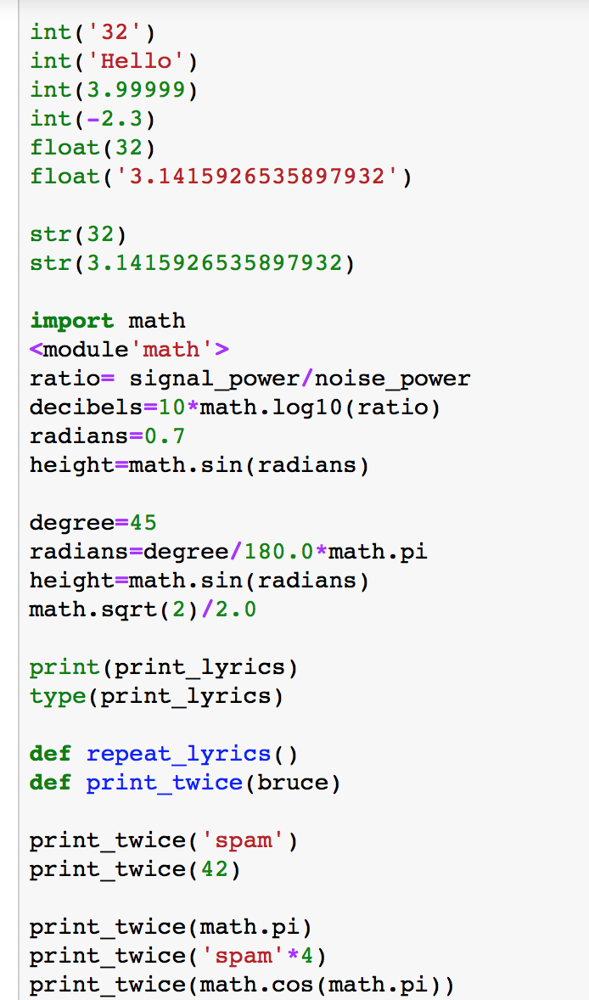 int('32')
int('Hello')
int(3.99999)
int(-2.3)
float(32)
float('3.1415926535897932')
str(32)
str(3.1415926535897932)
import math
<module'math'>
ratio= signal_power/noise_power
decibels=10*math.log10(ratio)
radians=0.7
height=math.sin(radians)
degree=45
radians=degree/180.0*math.pi
height=math.sin(radians)
math.sqrt(2)/2.0
print(print_lyrics)
type(print_lyrics)
def repeat_lyrics()
def print_twice(bruce)
print_twice('spam')
print_twice(42)
print_twice(math.pi)
print_twice('spam'*4)
print_twice(math.cos(math.pi))